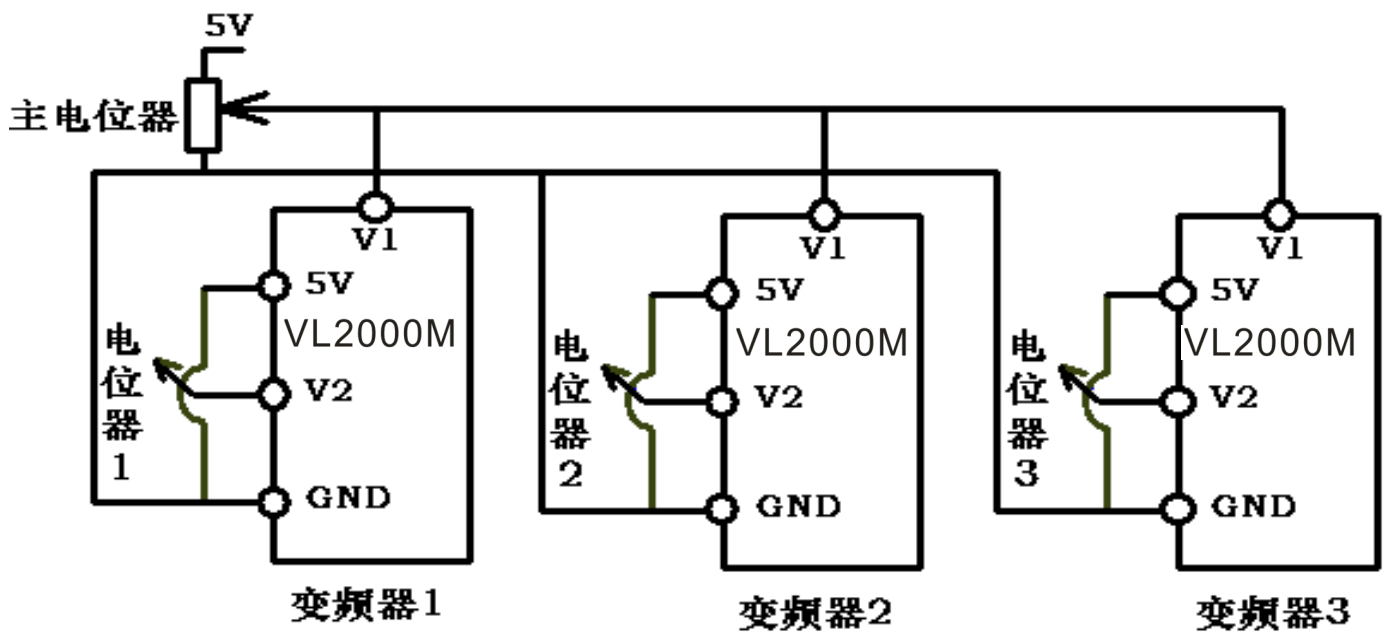 5V
主电位器
V1
5V
VL2000M
V2
GND
电位器1
变频器1
V1
5V
VL2000M
V2
GND
电位器2
变频器2
V1
5V
VL2000M
V2
GND
电位器3
变频器3